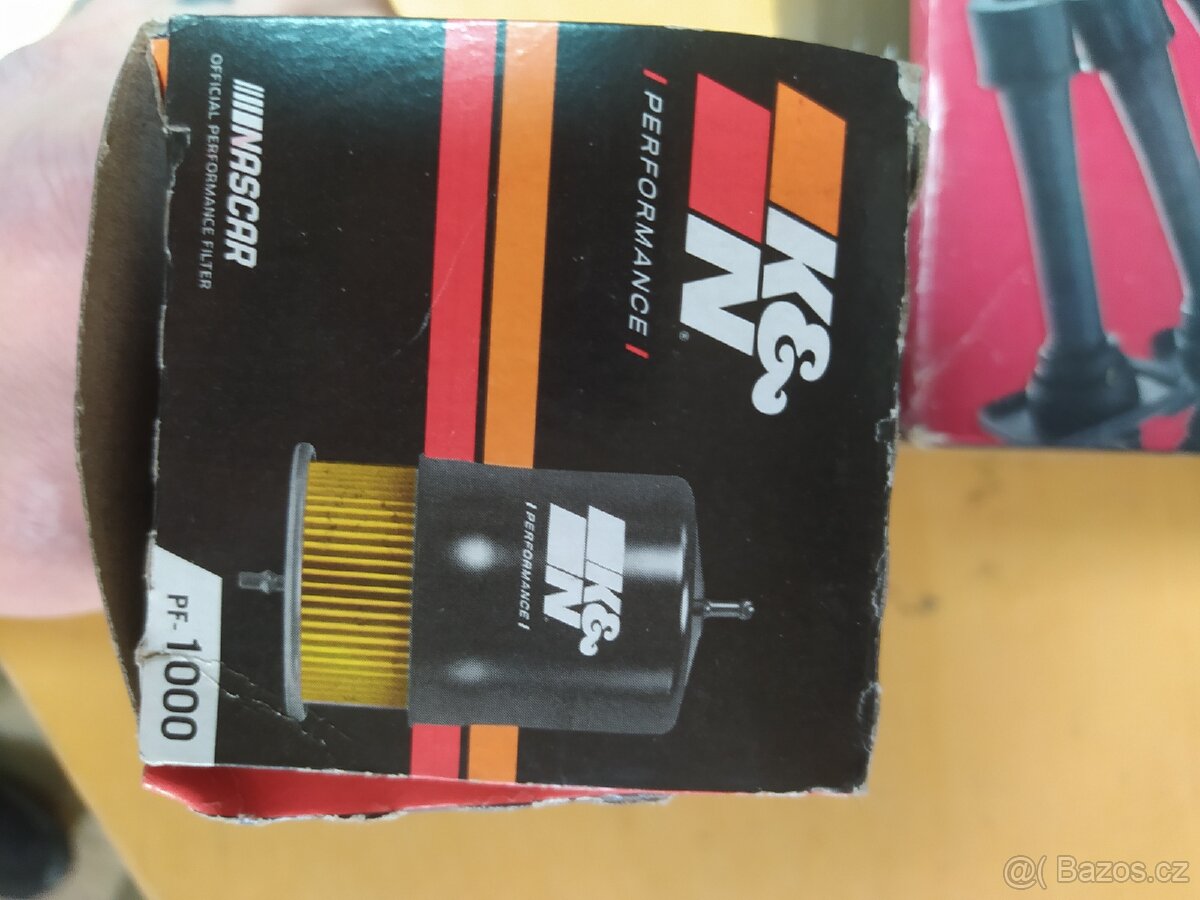 K&N®
/ PERFORMANCE /
K&N
/ PERFORMANCE /
NASCAR
OFFICIAL PERFORMANCE FILTER
PF-1000
@( Bazos.cz